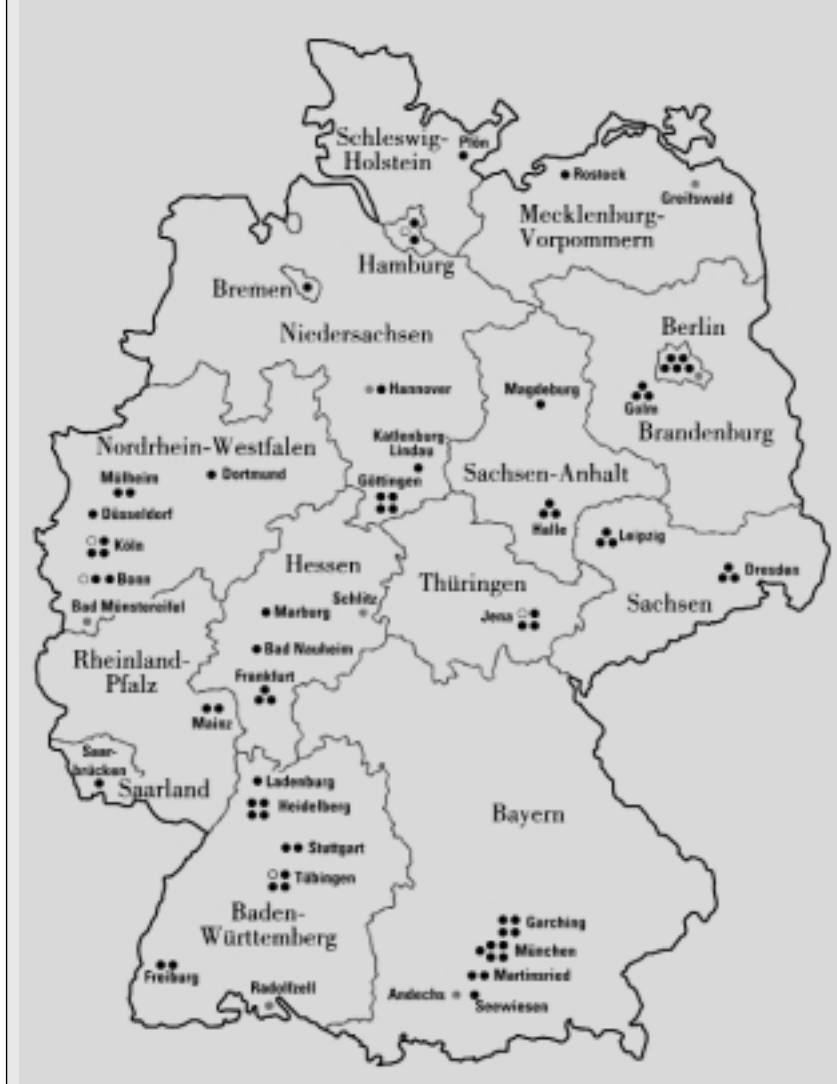 Schleswig-
Holstein
Plön
Rostock
Greifswald
Mecklenburg-
Vorpommern
Hamburg
Bremen
Niedersachsen
Berlin
Hannover
Magdeburg
Golm
Brandenburg
Nordrhein-Westfalen
Katlenburg
Lindau
Mülheim
Dortmund
Göttingen
Sachsen-Anhalt
Düsseldorf
Halle
Leipzig
Köln
Hessen
Thüringen
Dresden
Bonn
Bad Münstereifel
Marburg
Schlitz
Jena
Sachsen
Rheinland-
Pfalz
Bad Nauheim
Frankfurt
Mainz
Saar-
brücken
Saarland
Ladenburg
Heidelberg
Bayern
Stuttgart
Tübingen
Baden-
Württemberg
Garching
München
Freiburg
Martinsried
Radolfzell
Andechs
Seewiesen